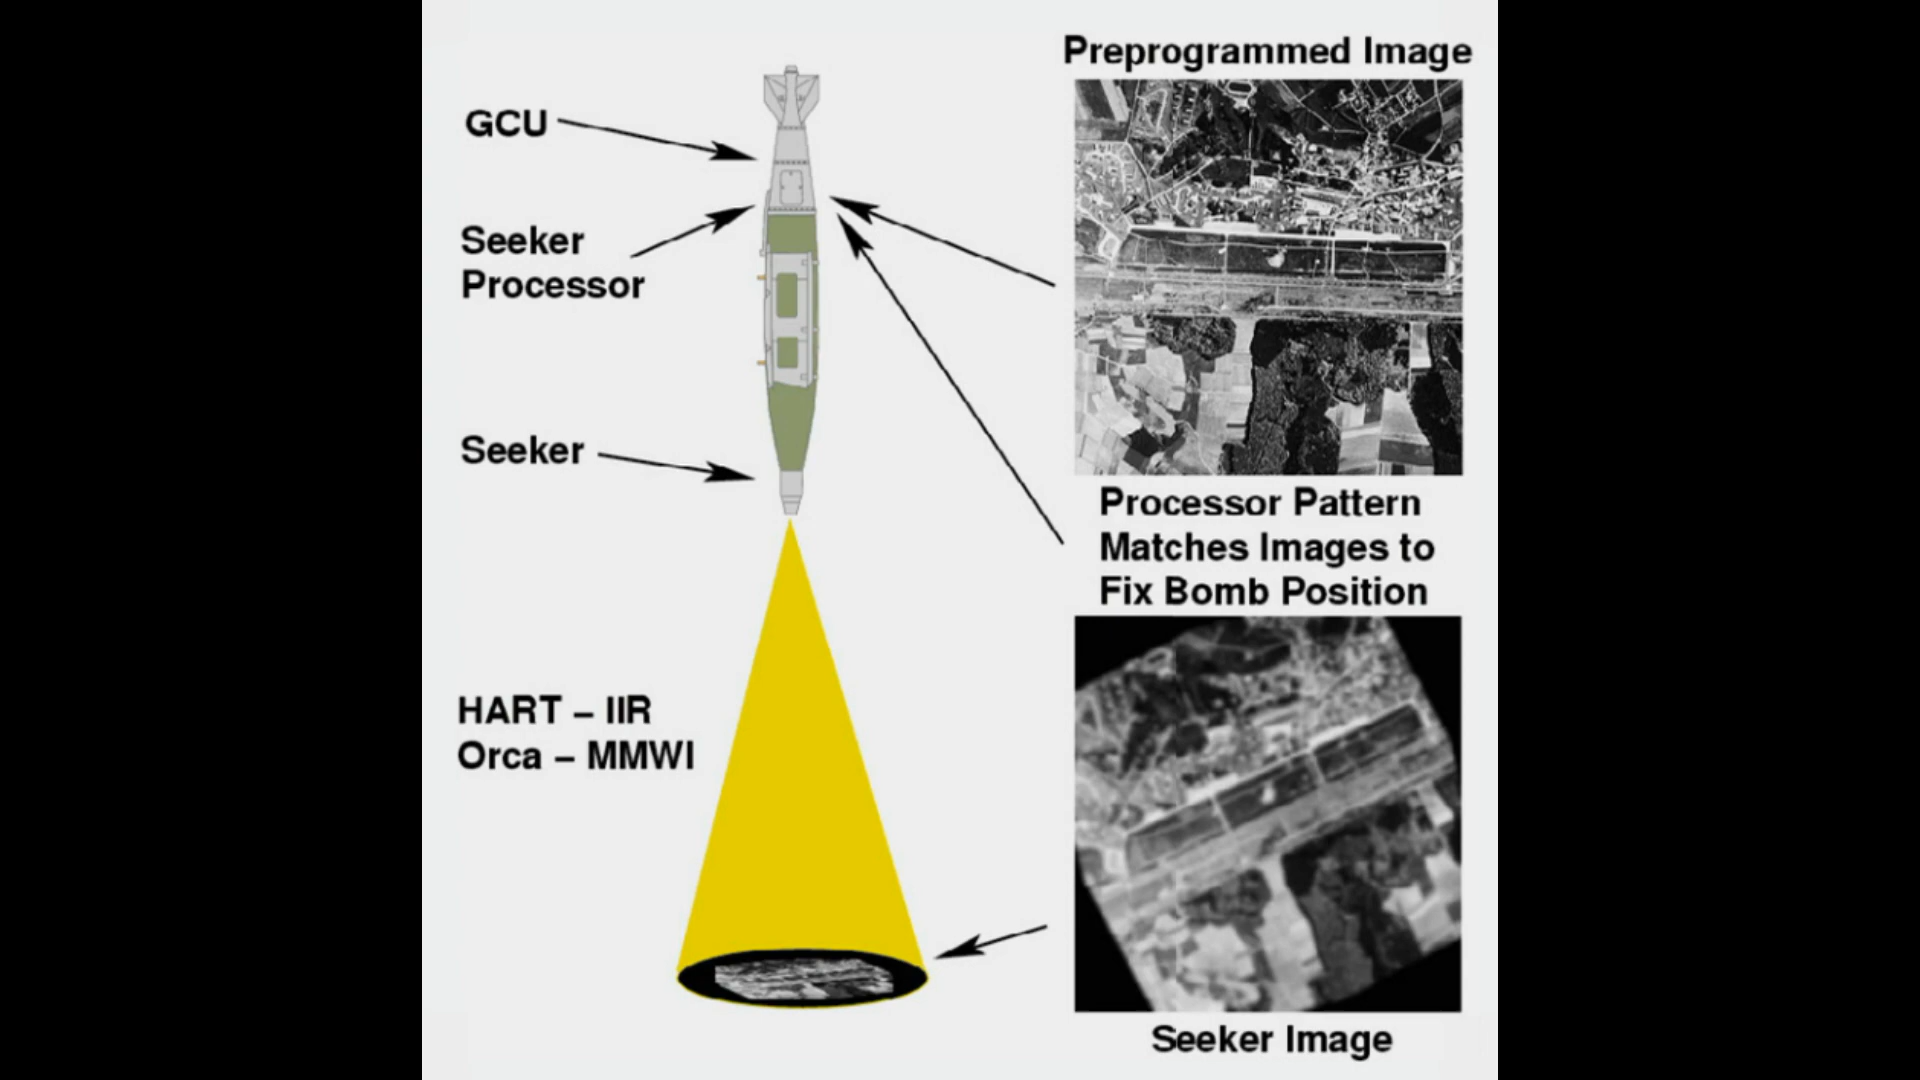 Preprogrammed Image
GCU
Seeker
Processor
Seeker
Processor Pattern
Matches Images to
Fix Bomb Position
HART – IIR
Orca – MMWI
Seeker Image